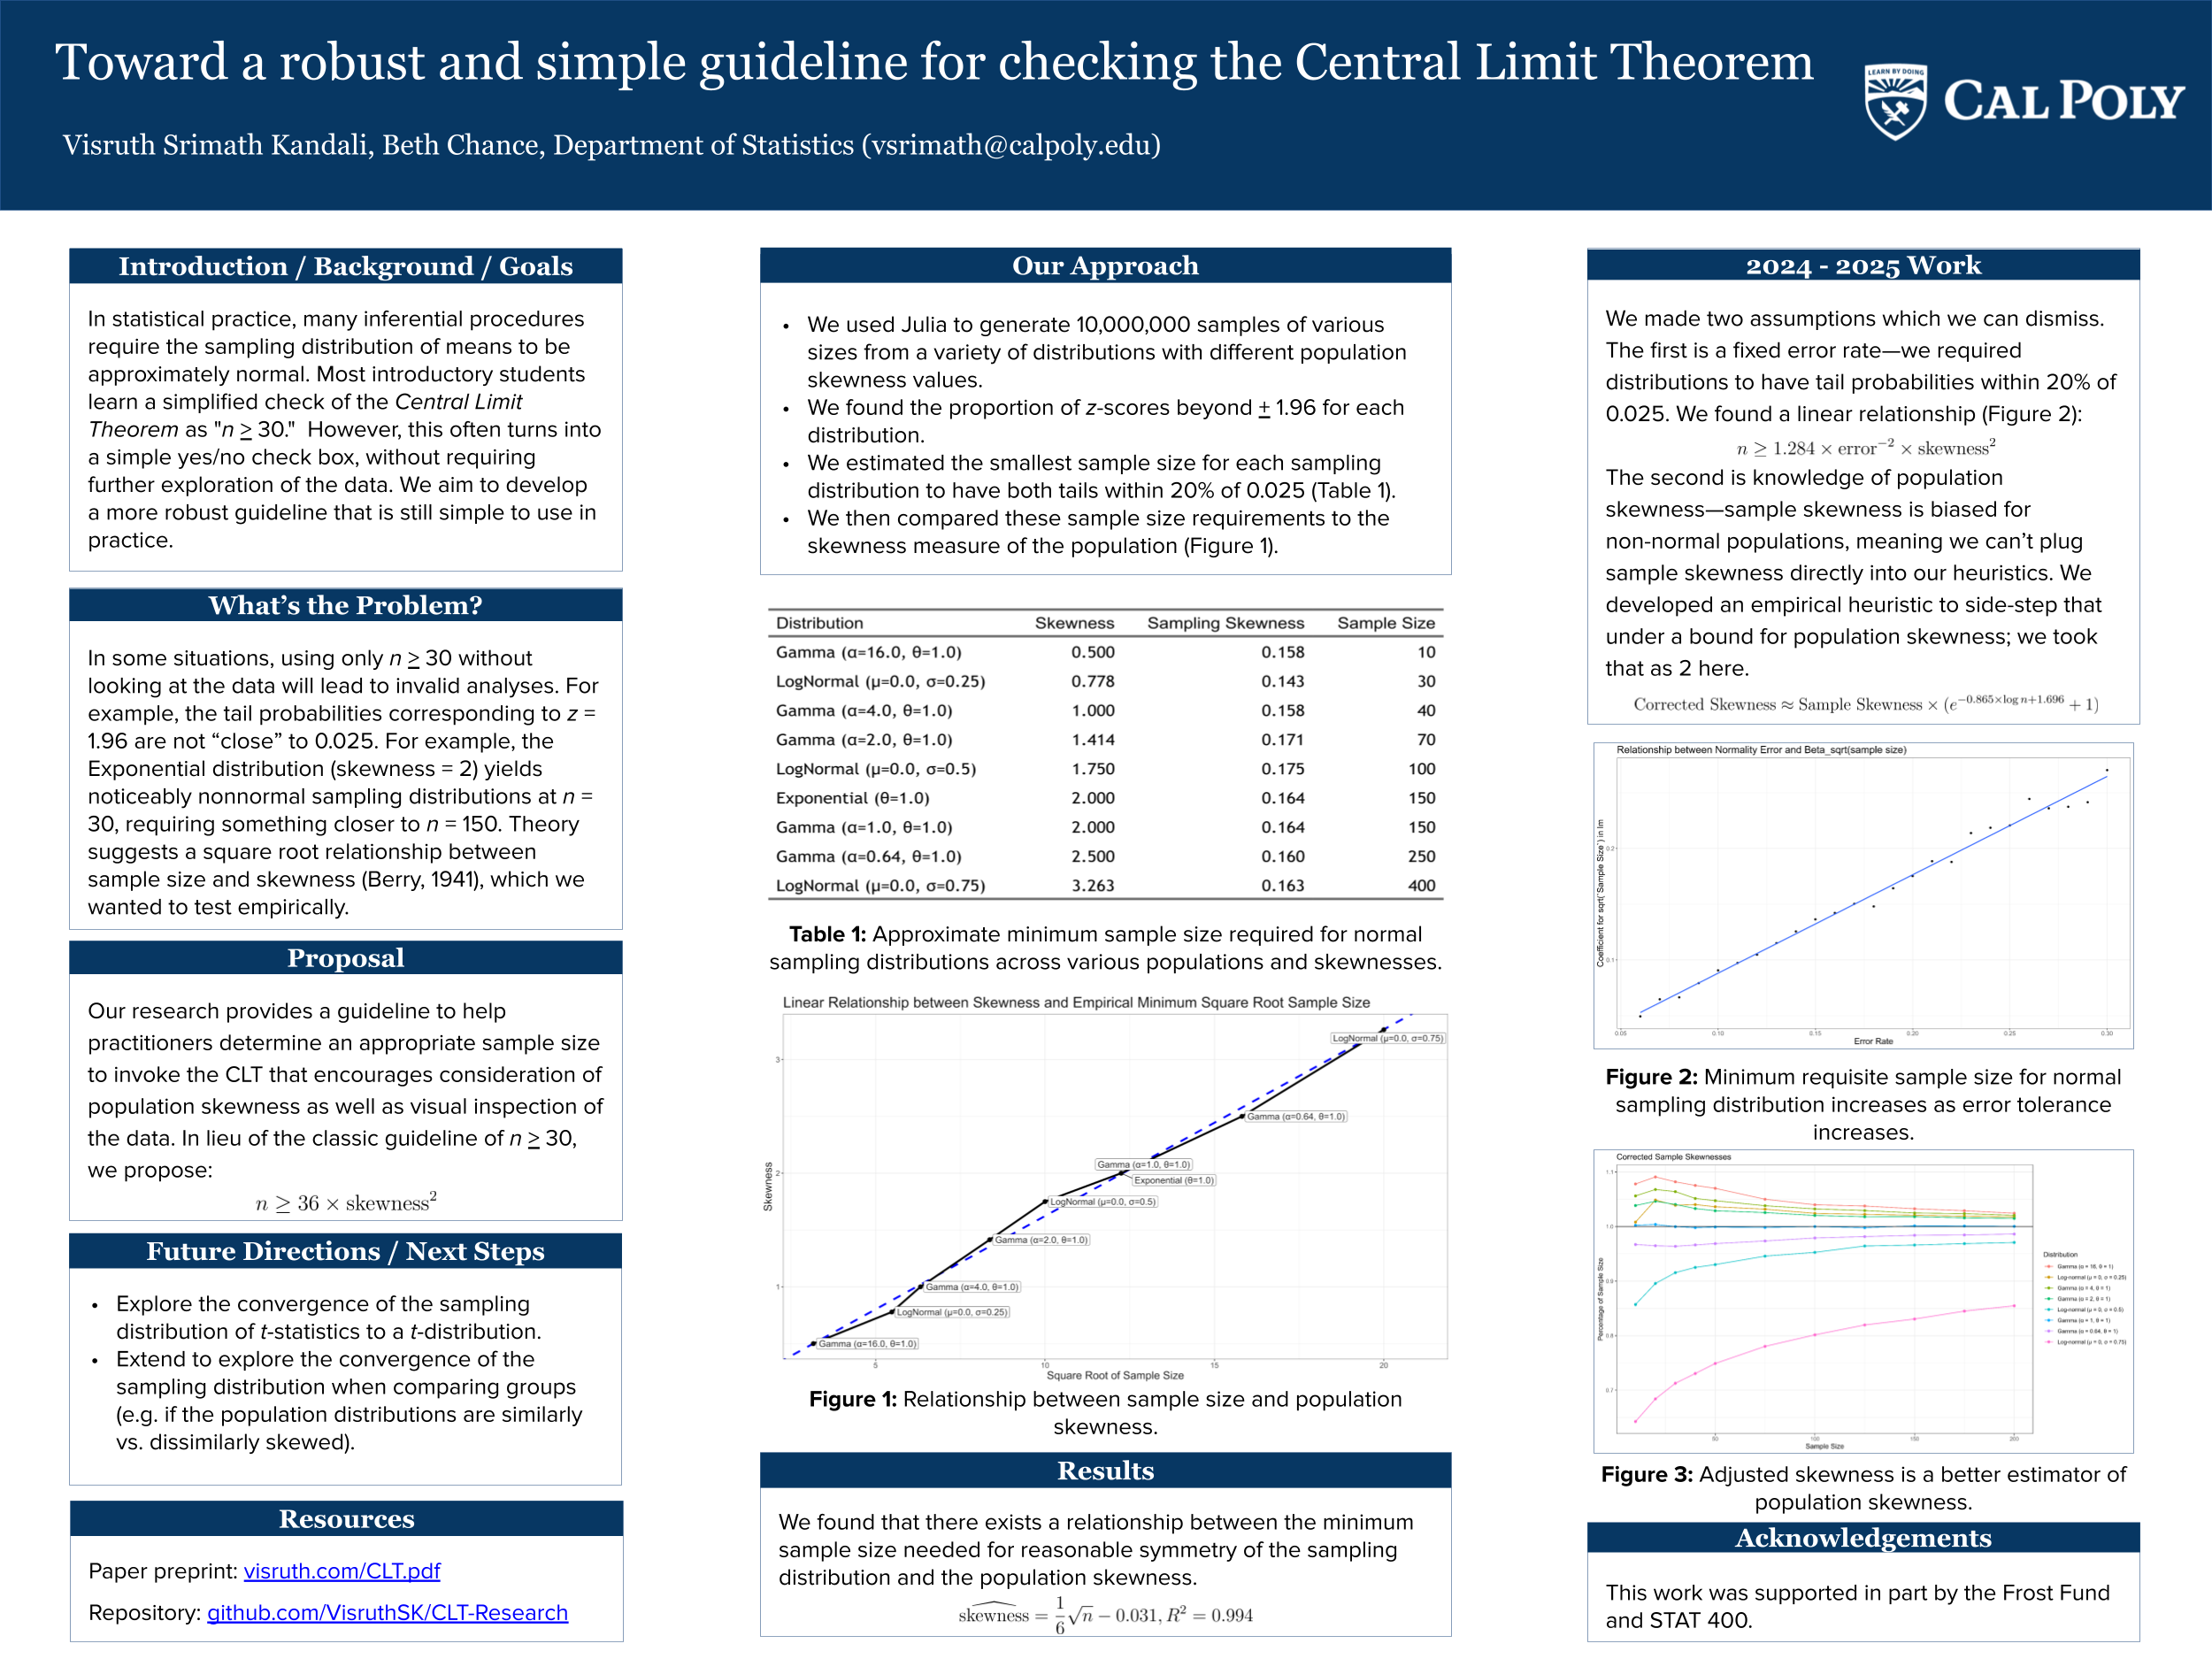 Toward a robust and simple guideline for checking the Central Limit Theorem
Visruth Srimath Kandali, Beth Chance, Department of Statistics (vsrimath@calpoly.edu)
LEARN BY DOING
CAL POLY
Introduction / Background / Goals
In statistical practice, many inferential procedures
require the sampling distribution of means to be
approximately normal. Most introductory students
learn a simplified check of the Central Limit
Theorem as "n ≥ 30."  However, this often turns into
a simple yes/no check box, without requiring
further exploration of the data. We aim to develop
a more robust guideline that is still simple to use in
practice.
What's the Problem?
In some situations, using only n ≥ 30 without
looking at the data will lead to invalid analyses. For
example, the tail probabilities corresponding to z =
1.96 are not “close” to 0.025. For example, the
Exponential distribution (skewness = 2) yields
noticeably nonnormal sampling distributions at n =
30, requiring something closer to n = 150. Theory
suggests a square root relationship between
sample size and skewness (Berry, 1941), which we
wanted to test empirically.
Proposal
Our research provides a guideline to help
practitioners determine an appropriate sample size
to invoke the CLT that encourages consideration of
population skewness as well as visual inspection of
the data. In lieu of the classic guideline of n ≥ 30,
we propose:
n ≥ 36 × skewness²
Future Directions / Next Steps
• Explore the convergence of the sampling
distribution of t-statistics to a t-distribution.
• Extend to explore the convergence of the
sampling distribution when comparing groups
(e.g. if the population distributions are similarly
vs. dissimilarly skewed).
Resources
Paper preprint: visruth.com/CLT.pdf
Repository: github.com/VisruthSK/CLT-Research
Our Approach
• We used Julia to generate 10,000,000 samples of various
sizes from a variety of distributions with different population
skewness values.
• We found the proportion of z-scores beyond ± 1.96 for each
distribution.
• We estimated the smallest sample size for each sampling
distribution to have both tails within 20% of 0.025 (Table 1).
• We then compared these sample size requirements to the
skewness measure of the population (Figure 1).
Distribution Skewness Sampling Skewness Sample Size
Gamma (α=16.0, θ=1.0) 0.500 0.158 10
LogNormal (μ=0.0, σ=0.25) 0.778 0.143 30
Gamma (α=4.0, θ=1.0) 1.000 0.158 40
Gamma (α=2.0, θ=1.0) 1.414 0.171 70
LogNormal (μ=0.0, σ=0.5) 1.750 0.175 100
Exponential (θ=1.0) 2.000 0.164 150
Gamma (α=1.0, θ=1.0) 2.000 0.164 150
Gamma (α=0.64, θ=1.0) 2.500 0.160 250
LogNormal (μ=0.0, σ=0.75) 3.263 0.163 400
Table 1: Approximate minimum sample size required for normal
sampling distributions across various populations and skewnesses.
Linear Relationship between Skewness and Empirical Minimum Square Root Sample Size
LogNormal (μ=0.0, σ=0.75)
3
Gamma (α=0.64, θ=1.0)
Gamma (α=1.0, θ=1.0)
2
Exponential (θ=1.0)
LogNormal (μ=0.0, σ=0.5)
Skewness
Gamma (α=2.0, θ=1.0)
1
Gamma (α=4.0, θ=1.0)
LogNormal (μ=0.0, σ=0.25)
Gamma (α=16.0, θ=1.0)
5 10 15 20
Square Root of Sample Size
Figure 1: Relationship between sample size and population
skewness.
Results
We found that there exists a relationship between the minimum
sample size needed for reasonable symmetry of the sampling
distribution and the population skewness.
skewnesŝ = 1/6 √n − 0.031, R² = 0.994
2024 - 2025 Work
We made two assumptions which we can dismiss.
The first is a fixed error rate—we required
distributions to have tail probabilities within 20% of
0.025. We found a linear relationship (Figure 2):
n ≥ 1.284 × error⁻² × skewness²
The second is knowledge of population
skewness—sample skewness is biased for
non-normal populations, meaning we can’t plug
sample skewness directly into our heuristics. We
developed an empirical heuristic to side-step that
under a bound for population skewness; we took
that as 2 here.
Corrected Skewness ≈ Sample Skewness × (e^(−0.865×log n+1.696) + 1)
Relationship between Normality Error and Beta_sqrt(sample size)
Coefficient for sqrt(`Sample Size`) in lm
0.2
0.1
0.05 0.10 0.15 0.20 0.25 0.30
Error Rate
Figure 2: Minimum requisite sample size for normal
sampling distribution increases as error tolerance
increases.
Corrected Sample Skewnesses
1.1
1.0
0.9
0.8
0.7
Percentage of Sample Size
50 100 150 200
Sample Size
Distribution
Gamma (α = 16, θ = 1)
Log-normal (μ = 0, σ = 0.25)
Gamma (α = 4, θ = 1)
Gamma (α = 2, θ = 1)
Log-normal (μ = 0, σ = 0.5)
Gamma (α = 1, θ = 1)
Gamma (α = 0.64, θ = 1)
Log-normal (μ = 0, σ = 0.75)
Figure 3: Adjusted skewness is a better estimator of
population skewness.
Acknowledgements
This work was supported in part by the Frost Fund
and STAT 400.